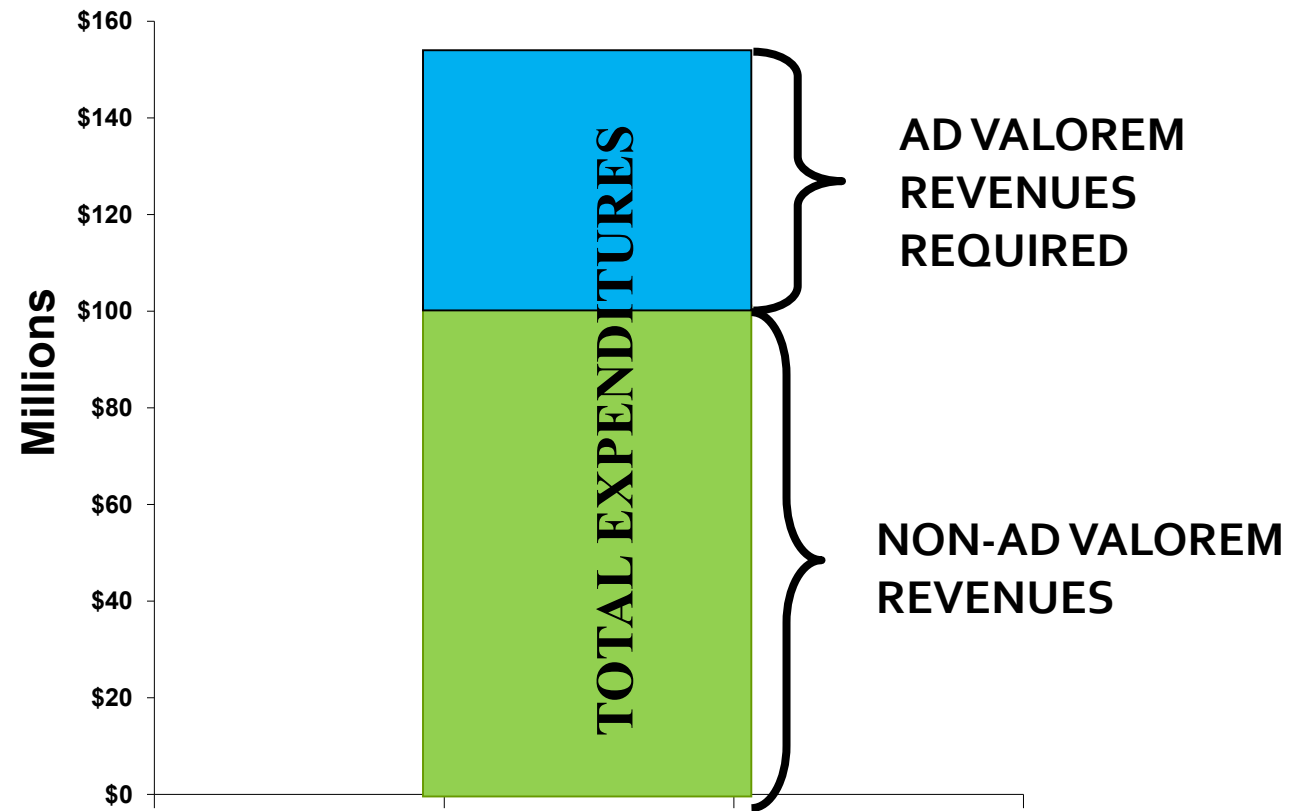 $160
$140
$120
$100
$80
$60
$40
$20
$0
Millions
TOTAL EXPENDITURES
AD VALOREM
REVENUES
REQUIRED
NON-AD VALOREM
REVENUES